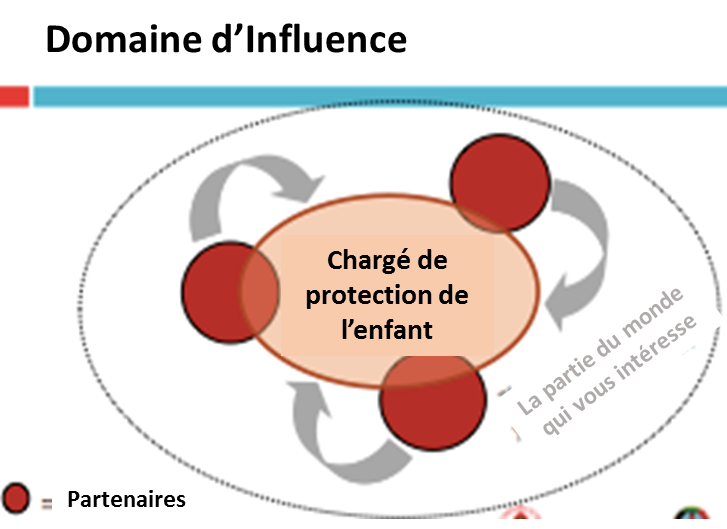 Domaine d’Influence
Chargé de
protection de
l’enfant
La partie du monde
qui vous intéresse
= Partenaires